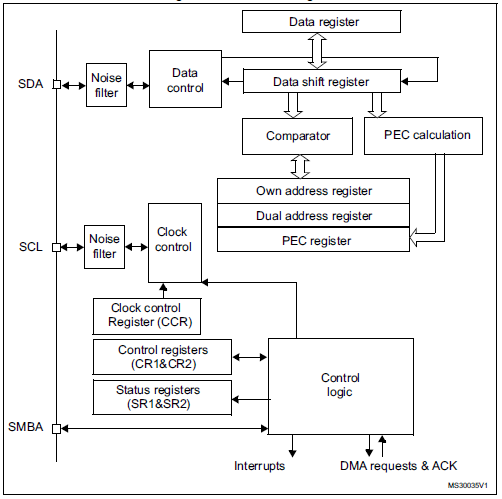 Data register
SDA
Noise
filter
Data
control
Data shift register
Comparator
PEC calculation
Own address register
Dual address register
PEC register
SCL
Noise
filter
Clock
control
Clock control
Register (CCR)
Control registers
(CR1&CR2)
Status registers
(SR1&SR2)
Control
logic
SMBA
Interrupts
DMA requests & ACK
MS30035V1